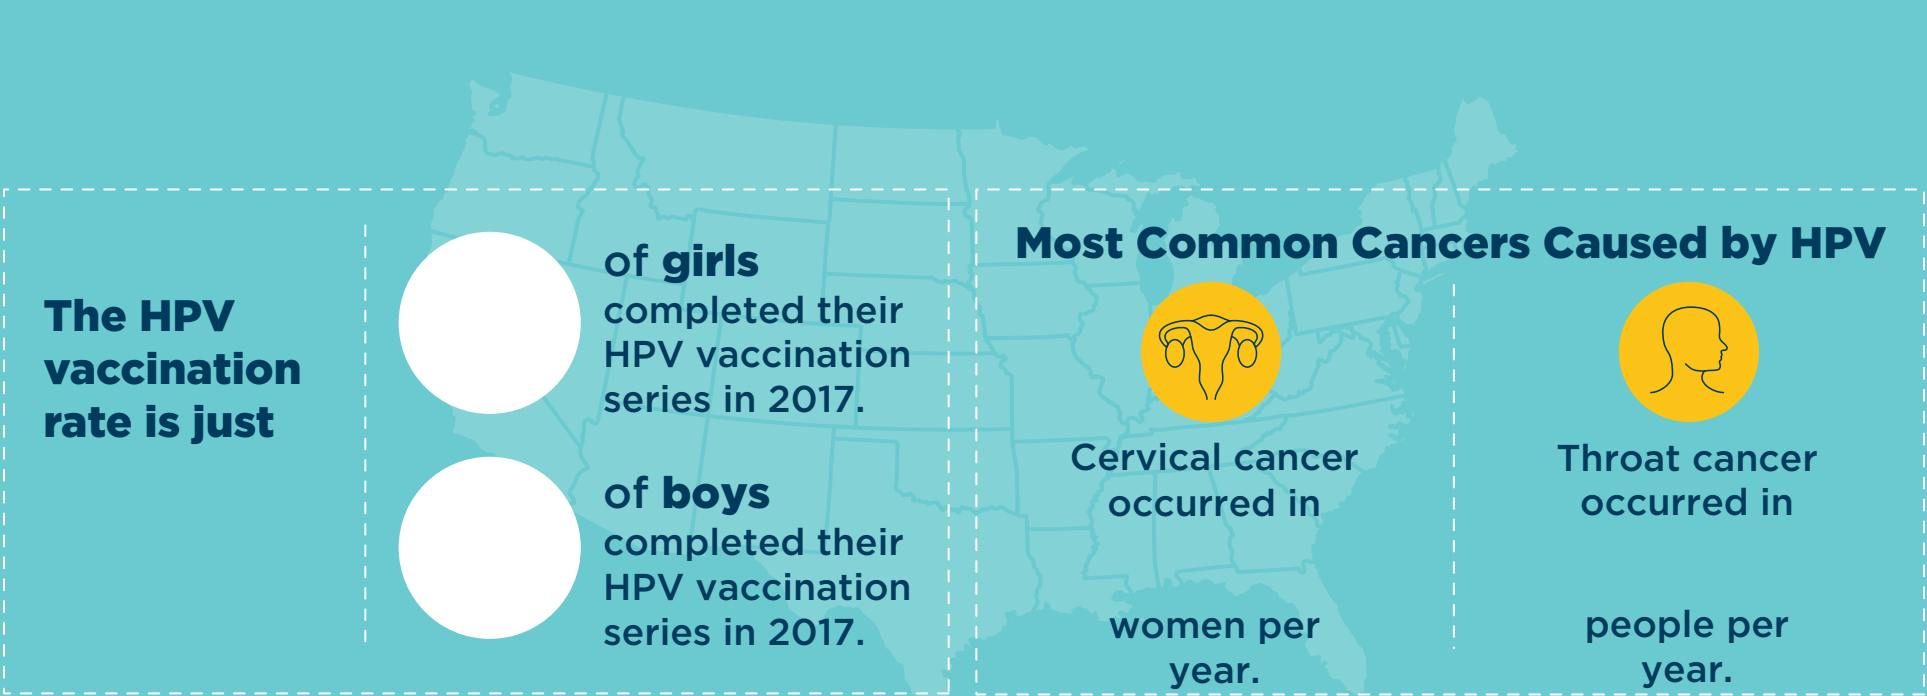 The HPV
vaccination
rate is just
of girls
completed their
HPV vaccination
series in 2017.
of boys
completed their
HPV vaccination
series in 2017.
Most Common Cancers Caused by HPV
Cervical cancer
occurred in
women per
year.
Throat cancer
occurred in
people per
year.